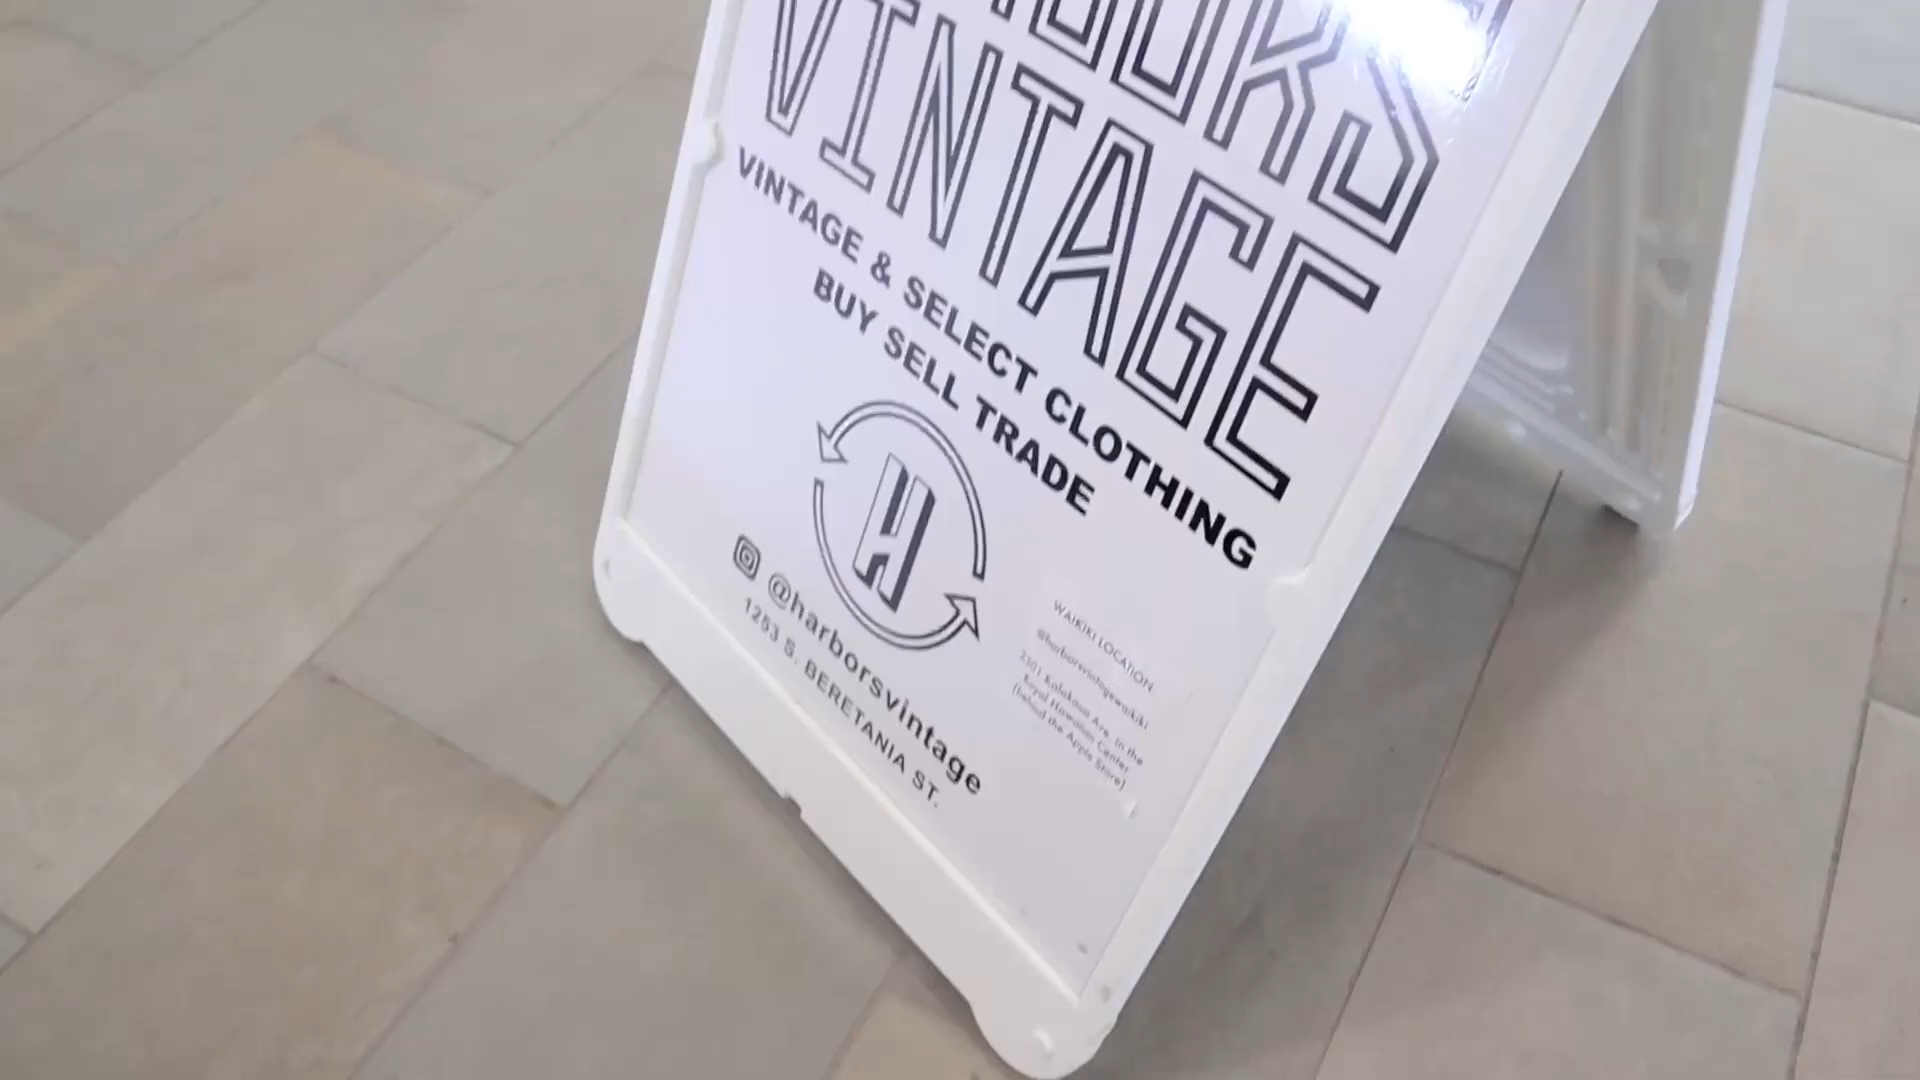 VINTAGE
VINTAGE & SELECT CLOTHING
BUY SELL TRADE
H
@harborsvintage
1253 S. BERETANIA ST.
WAIKIKI LOCATION
@harborsvintagewaikiki
2301 Kalakaua Ave. in the
Royal Hawaiian Center
(behind the Apple Store)